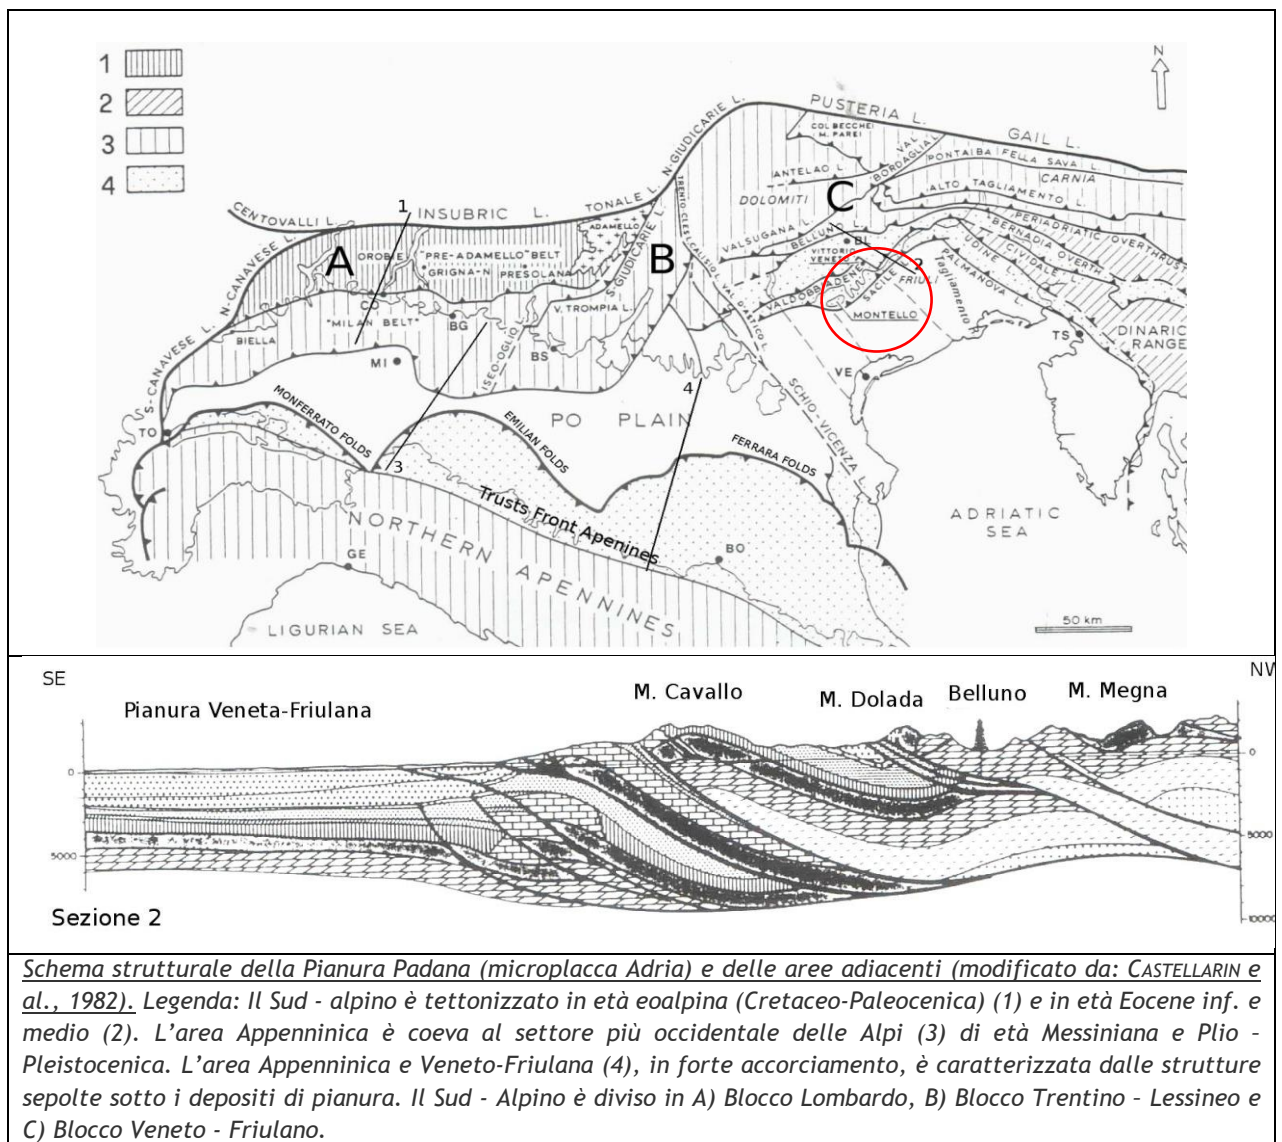 1
2
3
4
N
CENTOVALLI L.
INSUBRIC L.
TONALE L.
N. GIUDICARIE L.
PUSTERIA L.
GAIL L.
COL BECCHEI
M. PAREI
VAL
BORDAGLIA L.
PONTAIBA FELLA SAVA L.
CARNIA
ANTELAO L.
DOLOMITI
C
ALTO TAGLIAMENTO L.
PERIADRIATIC OVERTHRUST
VALSUGANA L.
BELLUNO L.
BL
BERNADIA
OVERTH
CIVIDALE
UDINE L.
PALMANOVA L.
VITTORIO
VENETO
VALDOBBIADENE
SACILE
2
FRIULI
Tagliamento
MONTELLO
DINARIC
RANGE
TS
VE
S-CANAVESE L.
N-CANAVESE L.
A
1
OROBIE
"PRE-ADAMELLO" BELT
GRIGNA-N
PRESOLANA
ADAMELLO
S. GIUDICARIE L.
B
CO
BG
"MILAN BELT"
BIELLA
MI
ISEO-OGLIO L.
V. TROMPIA L.
BS
4
SCHIO-VICENZA L.
TO
MONFERRATO FOLDS
EMILIAN FOLDS
PO PLAIN
FERRARA FOLDS
3
Trusts Front Apenines
NORTHERN APENNINES
GE
BO
ADRIATIC
SEA
LIGURIAN SEA
50 km
SE
NW
Pianura Veneta-Friulana
M. Cavallo
M. Dolada
Belluno
M. Megna
0
0
5000
5000
10000
Sezione 2
Schema strutturale della Pianura Padana (microplacca Adria) e delle aree adiacenti (modificato da: CASTELLARIN e
al., 1982). Legenda: Il Sud - alpino è tettonizzato in età eoalpina (Cretaceo-Paleocenica) (1) e in età Eocene inf. e
medio (2). L'area Appenninica è coeva al settore più occidentale delle Alpi (3) di età Messiniana e Plio –
Pleistocenica. L'area Appenninica e Veneto-Friulana (4), in forte accorciamento, è caratterizzata dalle strutture
sepolte sotto i depositi di pianura. Il Sud - Alpino è diviso in A) Blocco Lombardo, B) Blocco Trentino – Lessineo e
C) Blocco Veneto - Friulano.